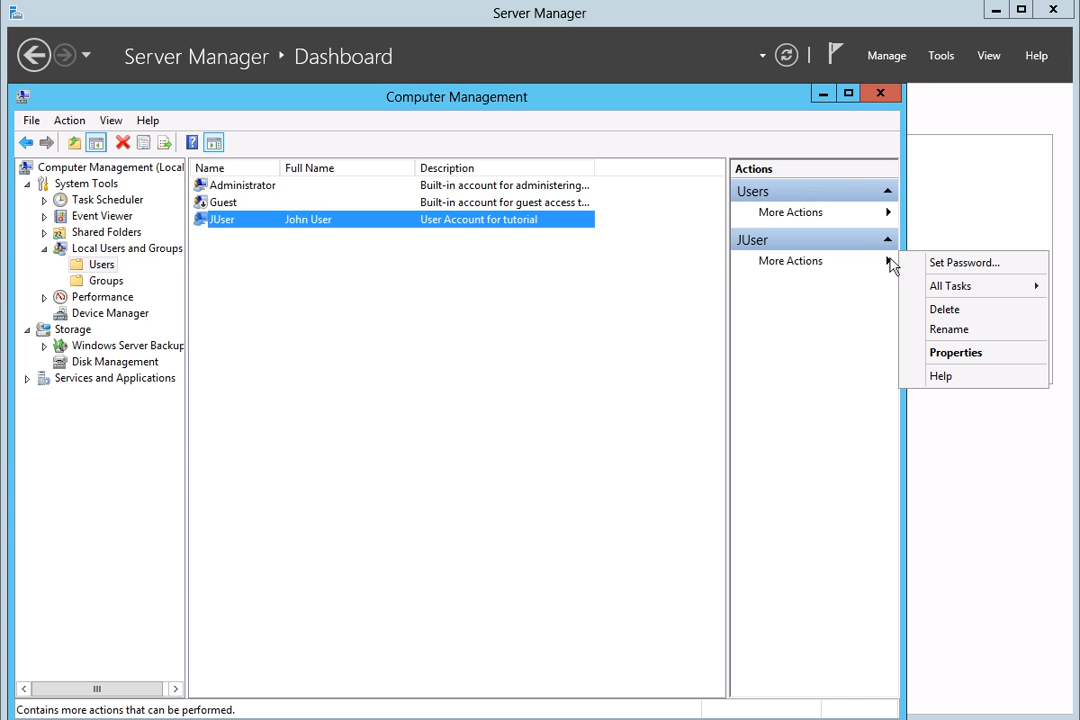 Server Manager
Server Manager ‣ Dashboard
Manage
Tools
View
Help
Computer Management
File
Action
View
Help
Computer Management (Local
System Tools
Task Scheduler
Event Viewer
Shared Folders
Local Users and Groups
Users
Groups
Performance
Device Manager
Storage
Windows Server Backup
Disk Management
Services and Applications
Name
Full Name
Description
Administrator
Built-in account for administering...
Guest
Built-in account for guest access t...
JUser
John User
User Account for tutorial
Actions
Users
More Actions
JUser
More Actions
Set Password...
All Tasks
Delete
Rename
Properties
Help
Contains more actions that can be performed.